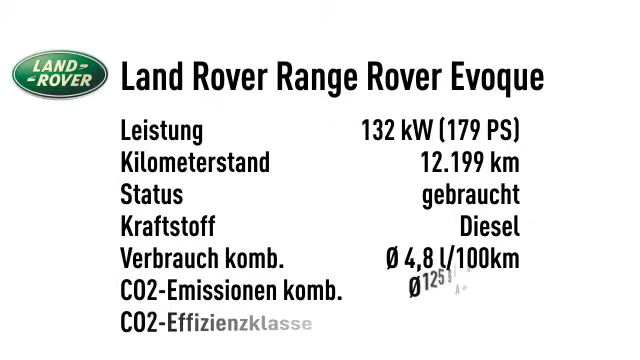 LAND-
-ROVER
Land Rover Range Rover Evoque
Leistung 132 kW (179 PS)
Kilometerstand 12.199 km
Status gebraucht
Kraftstoff Diesel
Verbrauch komb. Ø 4,8 l/100km
CO2-Emissionen komb. Ø 125
CO2-Effizienzklasse A+